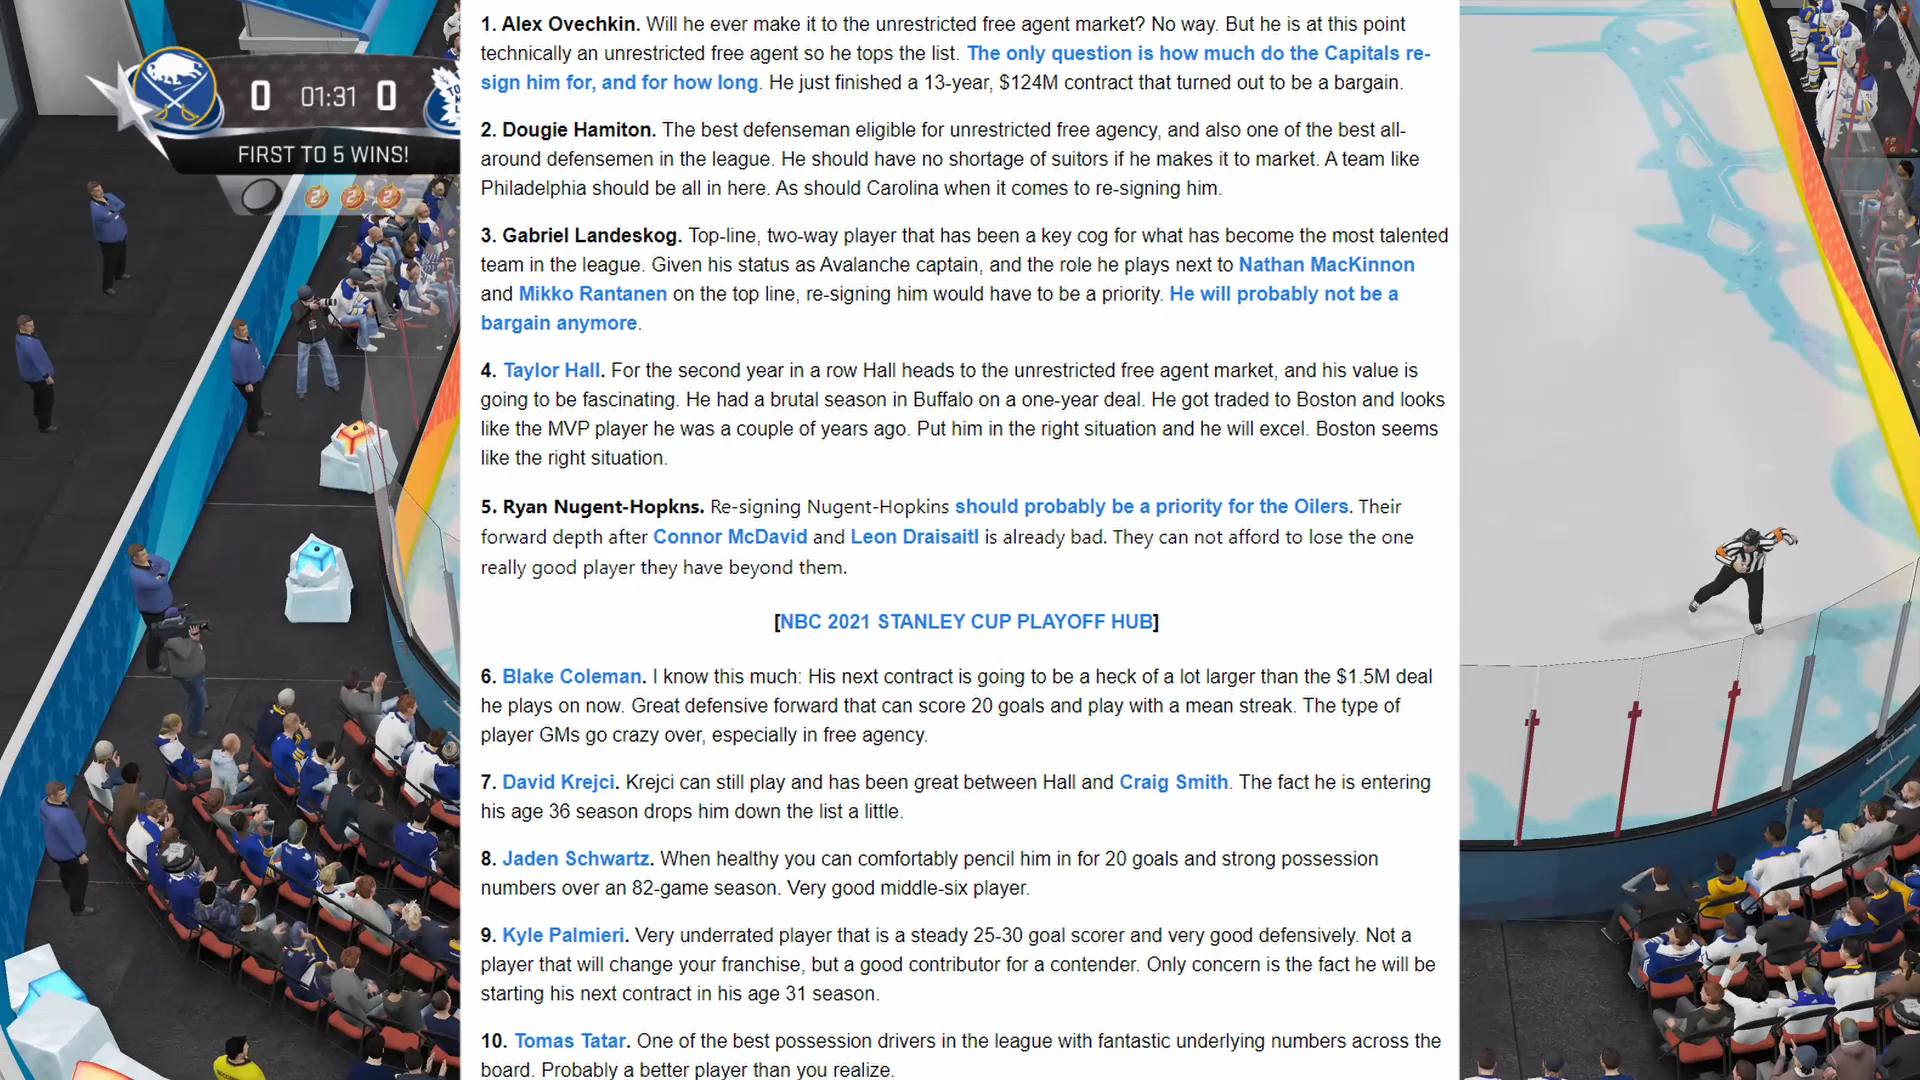 0 01:31 0
FIRST TO 5 WINS!
2 2 2
1. Alex Ovechkin. Will he ever make it to the unrestricted free agent market? No way. But he is at this point
technically an unrestricted free agent so he tops the list. The only question is how much do the Capitals re-
sign him for, and for how long. He just finished a 13-year, $124M contract that turned out to be a bargain.
2. Dougie Hamiton. The best defenseman eligible for unrestricted free agency, and also one of the best all-
around defensemen in the league. He should have no shortage of suitors if he makes it to market. A team like
Philadelphia should be all in here. As should Carolina when it comes to re-signing him.
3. Gabriel Landeskog. Top-line, two-way player that has been a key cog for what has become the most talented
team in the league. Given his status as Avalanche captain, and the role he plays next to Nathan MacKinnon
and Mikko Rantanen on the top line, re-signing him would have to be a priority. He will probably not be a
bargain anymore.
4. Taylor Hall. For the second year in a row Hall heads to the unrestricted free agent market, and his value is
going to be fascinating. He had a brutal season in Buffalo on a one-year deal. He got traded to Boston and looks
like the MVP player he was a couple of years ago. Put him in the right situation and he will excel. Boston seems
like the right situation.
5. Ryan Nugent-Hopkns. Re-signing Nugent-Hopkins should probably be a priority for the Oilers. Their
forward depth after Connor McDavid and Leon Draisaitl is already bad. They can not afford to lose the one
really good player they have beyond them.
[NBC 2021 STANLEY CUP PLAYOFF HUB]
6. Blake Coleman. I know this much: His next contract is going to be a heck of a lot larger than the $1.5M deal
he plays on now. Great defensive forward that can score 20 goals and play with a mean streak. The type of
player GMs go crazy over, especially in free agency.
7. David Krejci. Krejci can still play and has been great between Hall and Craig Smith. The fact he is entering
his age 36 season drops him down the list a little.
8. Jaden Schwartz. When healthy you can comfortably pencil him in for 20 goals and strong possession
numbers over an 82-game season. Very good middle-six player.
9. Kyle Palmieri. Very underrated player that is a steady 25-30 goal scorer and very good defensively. Not a
player that will change your franchise, but a good contributor for a contender. Only concern is the fact he will be
starting his next contract in his age 31 season.
10. Tomas Tatar. One of the best possession drivers in the league with fantastic underlying numbers across the
board. Probably a better player than you realize.